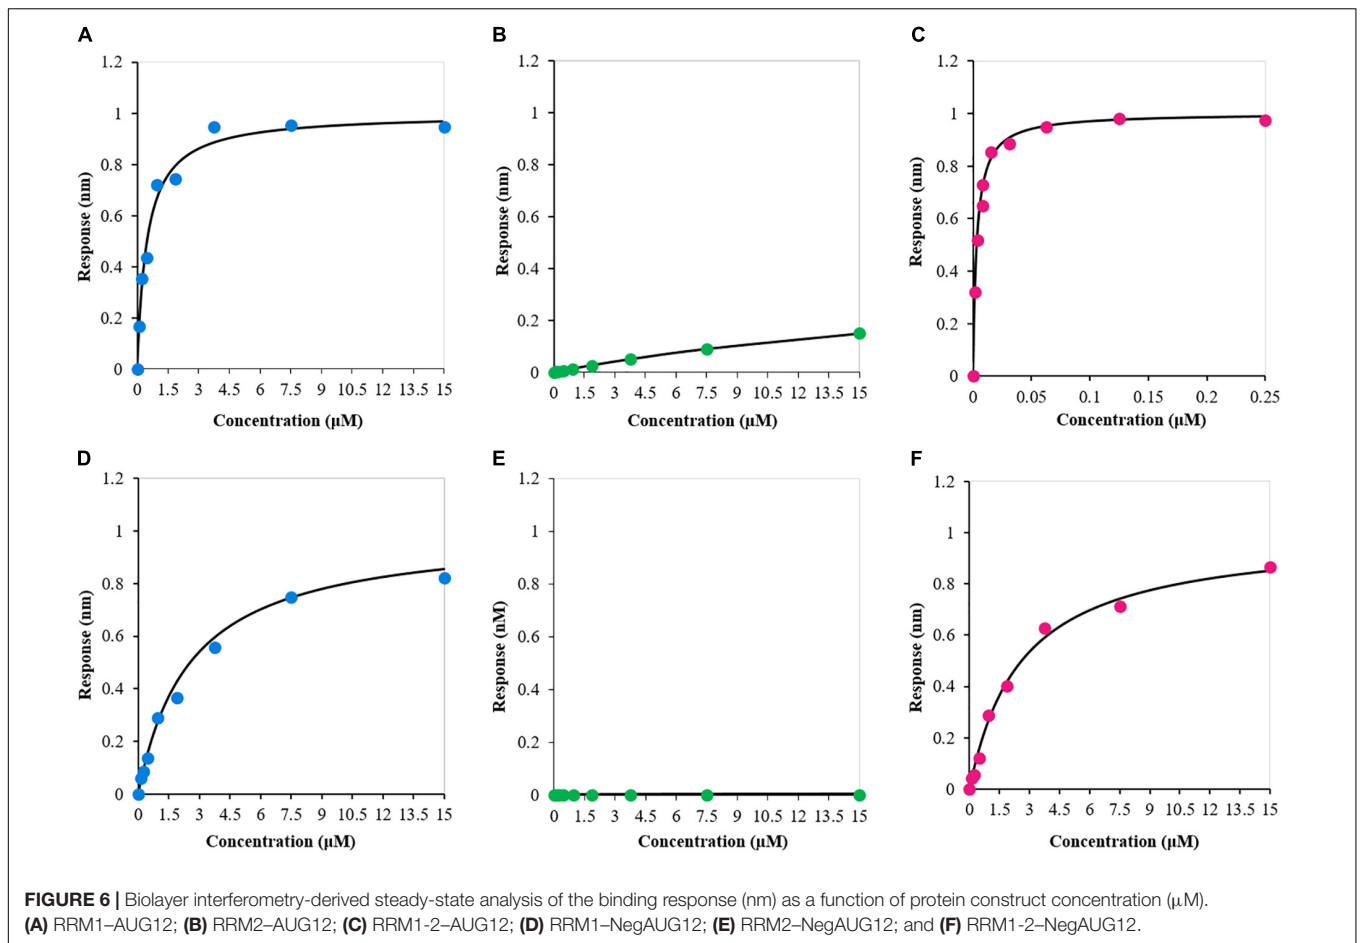 A
B
C
1.2
1
0.8
0.6
0.4
0.2
0
Response (nm)
0 1.5 3 4.5 6 7.5 9 10.5 12 13.5 15
Concentration (µM)
1.2
1
0.8
0.6
0.4
0.2
0
Response (nm)
0 1.5 3 4.5 6 7.5 9 10.5 12 13.5 15
Concentration (µM)
1.2
1
0.8
0.6
0.4
0.2
0
Response (nm)
0 0.05 0.1 0.15 0.2 0.25
Concentration (µM)
D
E
F
1.2
1
0.8
0.6
0.4
0.2
0
Response (nm)
0 1.5 3 4.5 6 7.5 9 10.5 12 13.5 15
Concentration (µM)
1.2
1
0.8
0.6
0.4
0.2
0
Response (nM)
0 1.5 3 4.5 6 7.5 9 10.5 12 13.5 15
Concentration (µM)
1.2
1
0.8
0.6
0.4
0.2
0
Response (nm)
0 1.5 3 4.5 6 7.5 9 10.5 12 13.5 15
Concentration (µM)
FIGURE 6 | Biolayer interferometry-derived steady-state analysis of the binding response (nm) as a function of protein construct concentration (µM).
(A) RRM1–AUG12; (B) RRM2–AUG12; (C) RRM1-2–AUG12; (D) RRM1–NegAUG12; (E) RRM2–NegAUG12; and (F) RRM1-2–NegAUG12.